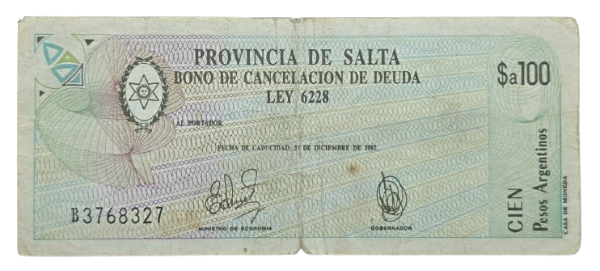 PROVINCIA DE SALTA
BONO DE CANCELACION DE DEUDA
LEY 6228
$a100
AL PORTADOR
FECHA DE CADUCIDAD: 31 DE DICIEMBRE DE 1987.
B3768327
MINISTRO DE ECONOMIA
GOBERNADOR
CIEN
Pesos Argentinos
CASA DE MONEDA